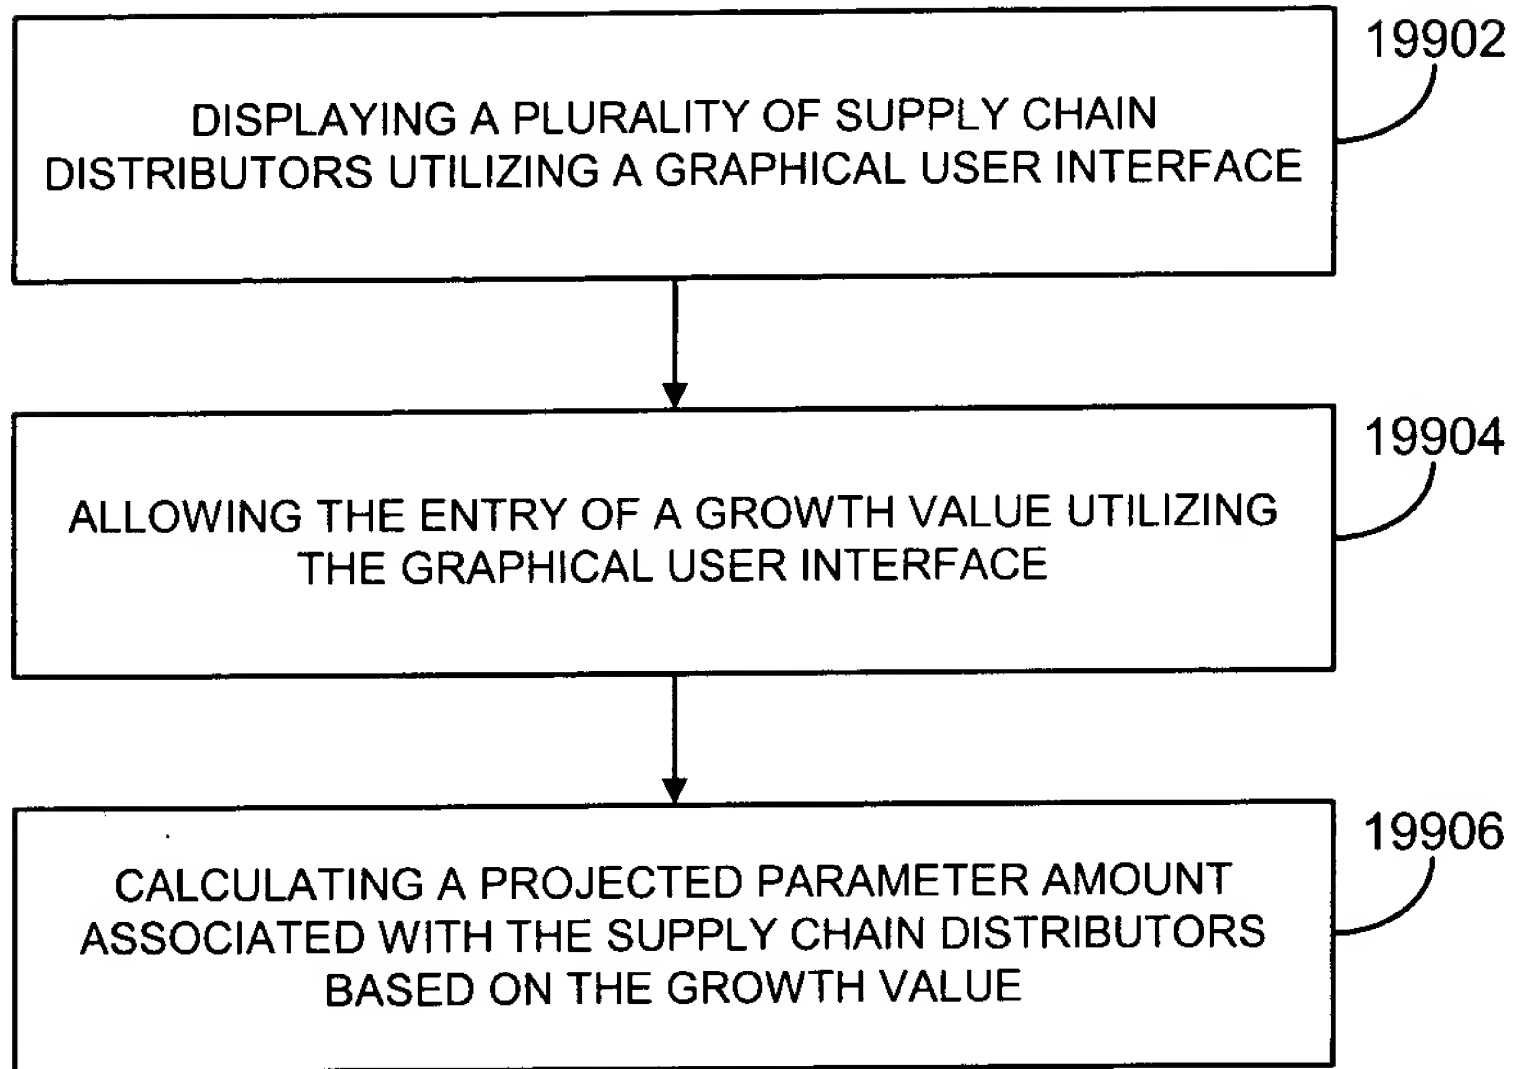 19902
DISPLAYING A PLURALITY OF SUPPLY CHAIN
DISTRIBUTORS UTILIZING A GRAPHICAL USER INTERFACE
19904
ALLOWING THE ENTRY OF A GROWTH VALUE UTILIZING
THE GRAPHICAL USER INTERFACE
19906
CALCULATING A PROJECTED PARAMETER AMOUNT
ASSOCIATED WITH THE SUPPLY CHAIN DISTRIBUTORS
BASED ON THE GROWTH VALUE